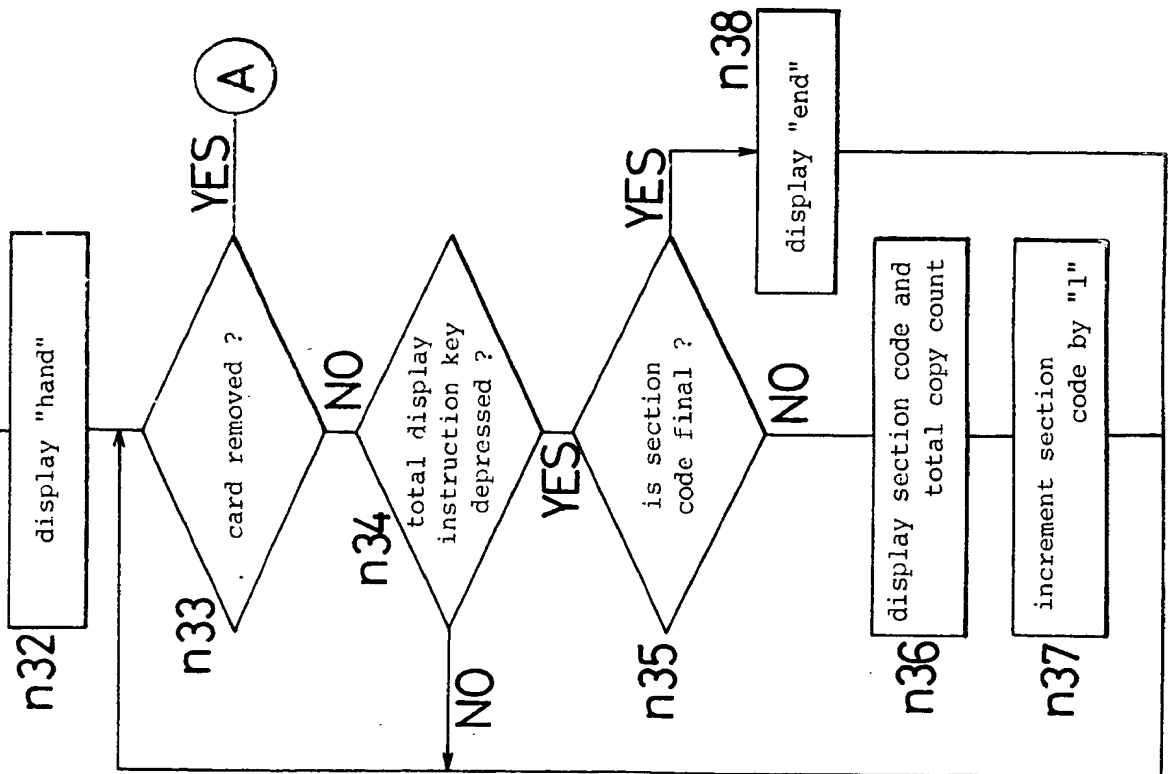 n32
display "hand"
n33
card removed ?
YES
A
NO
n34
total display
instruction key
depressed ?
NO
YES
n35
is section
code final ?
YES
n38
display "end"
NO
n36
display section code and
total copy count
n37
increment section
code by "1"